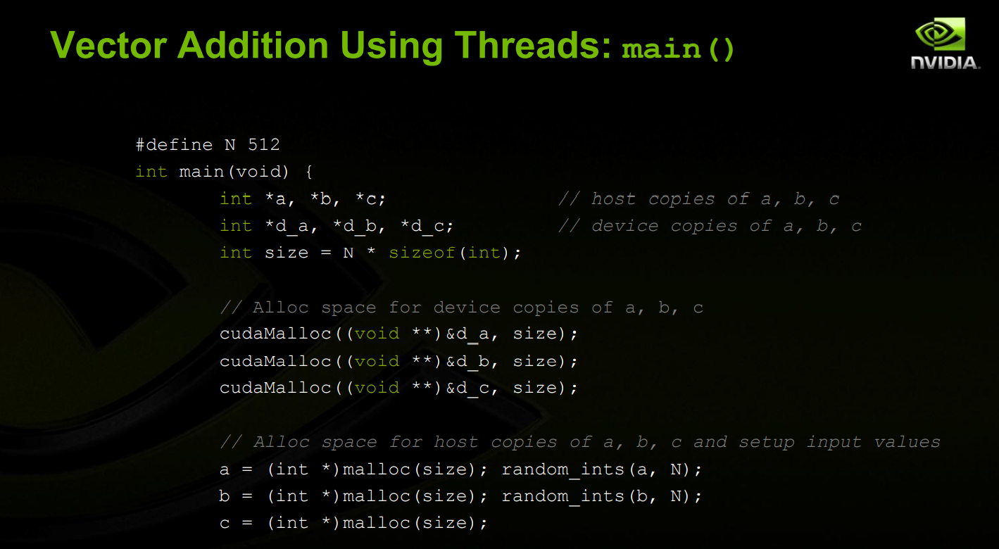 Vector Addition Using Threads: main()
NVIDIA.
#define N 512
int main(void) {
int *a, *b, *c; // host copies of a, b, c
int *d_a, *d_b, *d_c; // device copies of a, b, c
int size = N * sizeof(int);
// Alloc space for device copies of a, b, c
cudaMalloc((void **)&d_a, size);
cudaMalloc((void **)&d_b, size);
cudaMalloc((void **)&d_c, size);
// Alloc space for host copies of a, b, c and setup input values
a = (int *)malloc(size); random_ints(a, N);
b = (int *)malloc(size); random_ints(b, N);
c = (int *)malloc(size);